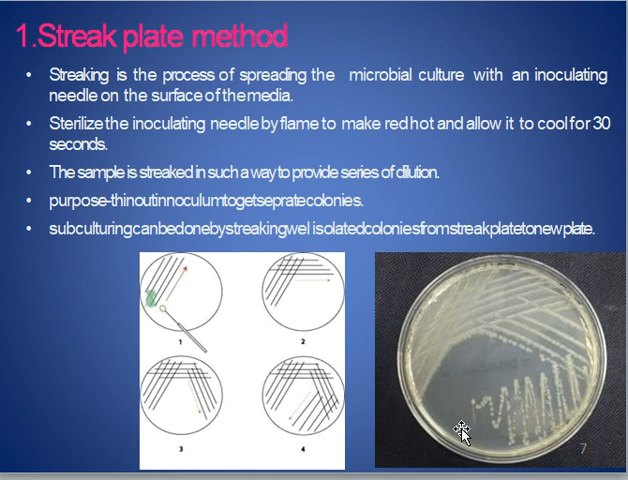 1.Streak plate method
• Streaking is the process of spreading the microbial culture with an inoculating
needle on the surface of the media.
• Sterilize the inoculating needle by flame to make red hot and allow it to cool for 30
seconds.
• The sample is streaked in such a way to provide series of dilution.
• purpose-thin out innoculum to get seprate colonies.
• subculturing can be done by streaking wel isolated colonies from streak plate to new plate.
1
2
3
4
7